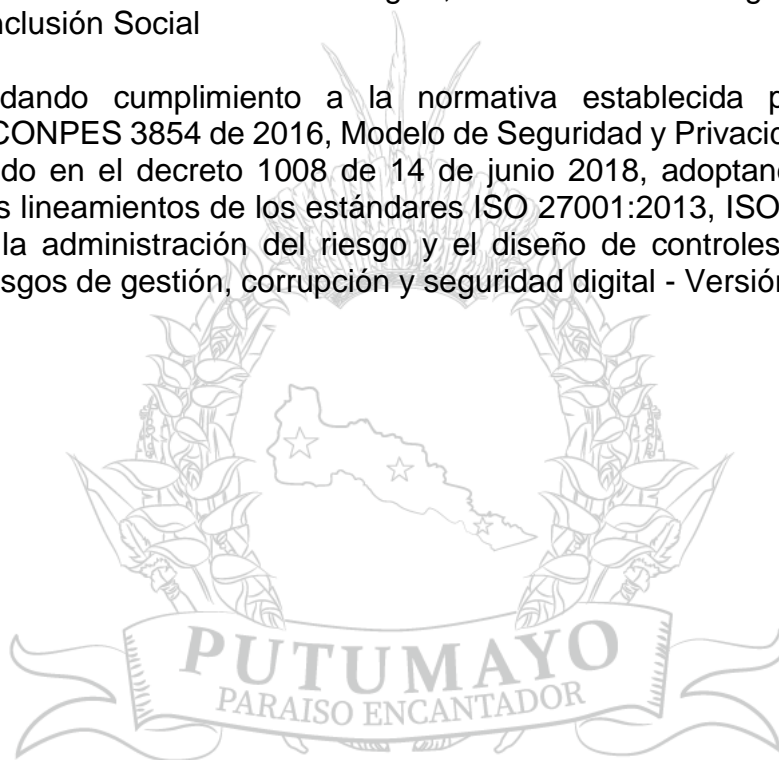 nclusión Social
dando cumplimiento a la normativa establecida p
CONPES 3854 de 2016, Modelo de Seguridad y Privacid
do en el decreto 1008 de 14 de junio 2018, adoptan
s lineamientos de los estándares ISO 27001:2013, ISO
la administración del riesgo y el diseño de controles
sgos de gestión, corrupción y seguridad digital - Versión
PUTUMAYO
PARAISO ENCANTADOR